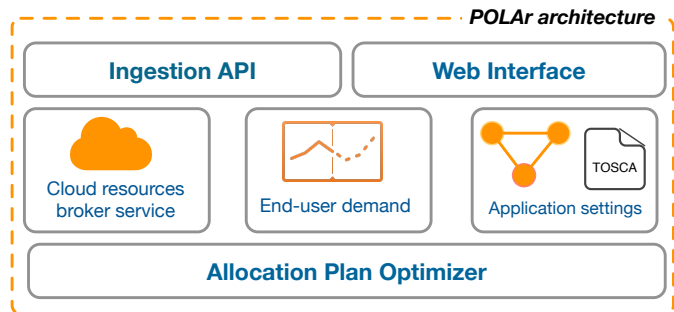 POLAr architecture
Ingestion API
Web Interface
Cloud resources
broker service
End-user demand
TOSCA
Application settings
Allocation Plan Optimizer